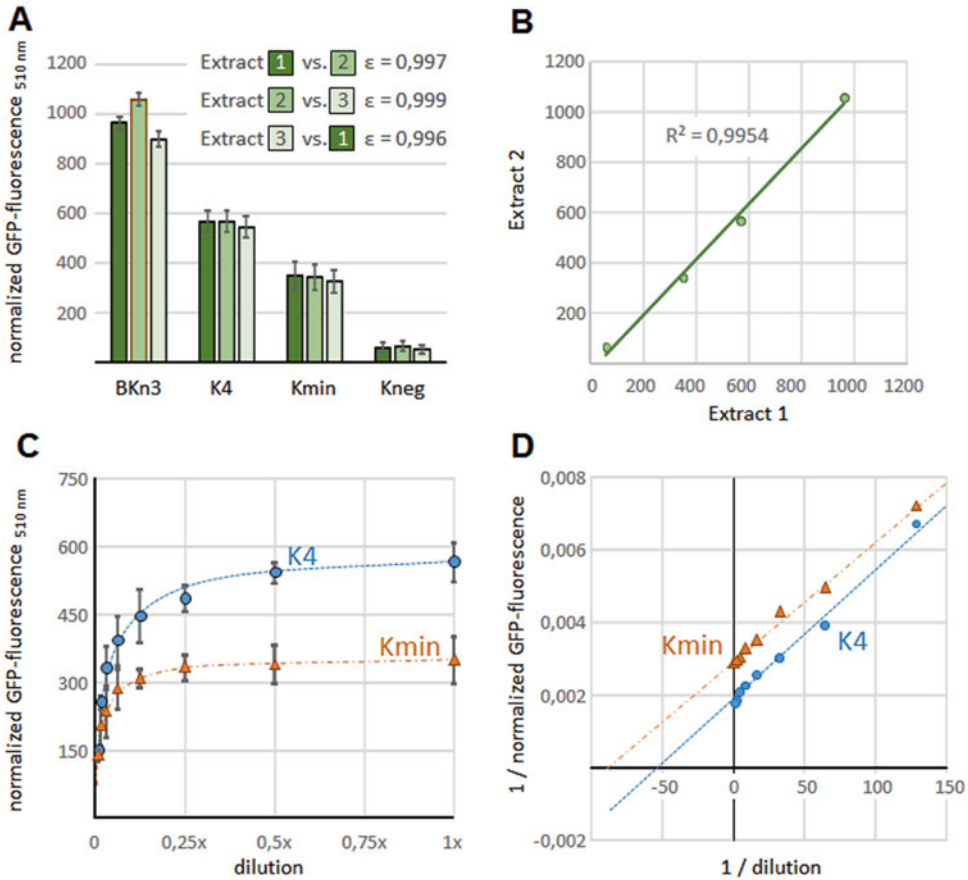 A
normalized GFP-fluorescence 510 nm
1200
1000
800
600
400
200
Extract 1 vs. 2 ε = 0,997
Extract 2 vs. 3 ε = 0,999
Extract 3 vs. 1 ε = 0,996
BKn3 K4 Kmin Kneg
B
Extract 2
1200
1000
800
600
400
200
R² = 0,9954
0 200 400 600 800 1000 1200
Extract 1
C
normalized GFP-fluorescence 510 nm
750
600
450
300
150
K4
Kmin
0 0,25x 0,5x 0,75x 1x
dilution
D
1 / normalized GFP-fluorescence
0,008
0,006
0,004
0,002
-0,002
Kmin
K4
-50 0 50 100 150
1 / dilution